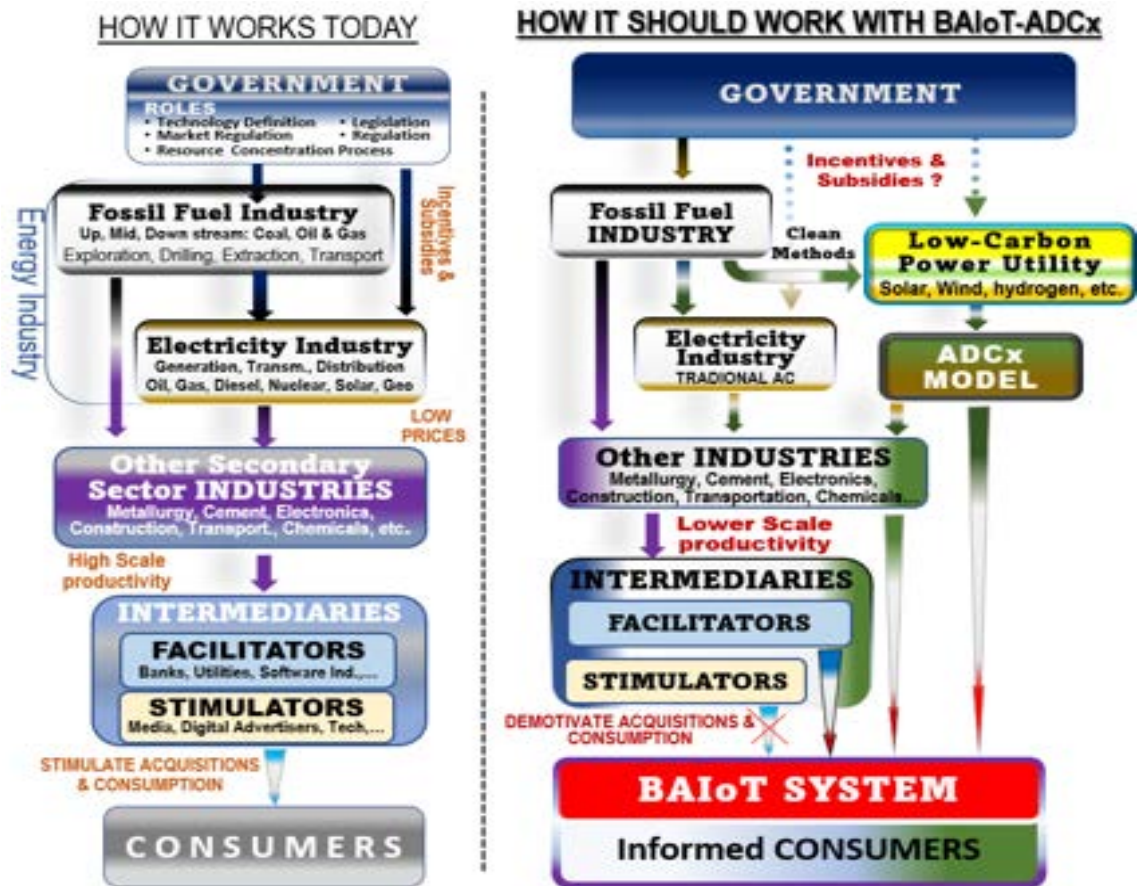 HOW IT WORKS TODAY
GOVERNMENT
ROLES
• Technology Definition • Legislation
• Market Regulation • Regulation
• Resource Concentration Process
Incentives &
Subsidies
Energy Industry
Fossil Fuel Industry
Up, Mid, Down stream: Coal, Oil & Gas
Exploration, Drilling, Extraction, Transport
Electricity Industry
Generation, Transm., Distribution
Oil, Gas, Diesel, Nuclear, Solar, Geo
LOW
PRICES
Other Secondary
Sector INDUSTRIES
Metallurgy, Cement, Electronics,
Construction, Transport., Chemicals, etc.
High Scale
productivity
INTERMEDIARIES
FACILITATORS
Banks, Utilities, Software Ind.,...
STIMULATORS
Media, Digital Advertisers, Tech,...
STIMULATE ACQUISITIONS
& CONSUMPTIOIN
CONSUMERS
HOW IT SHOULD WORK WITH BAIoT-ADCx
GOVERNMENT
Incentives &
Subsidies ?
Fossil Fuel
INDUSTRY
Clean
Methods
Low-Carbon
Power Utility
Solar, Wind, hydrogen, etc.
Electricity
Industry
TRADIONAL AC
ADCx
MODEL
Other INDUSTRIES
Metallurgy, Cement, Electronics,
Construction, Transportation, Chemicals...
Lower Scale
productivity
INTERMEDIARIES
FACILITATORS
STIMULATORS
DEMOTIVATE ACQUISITIONS &
CONSUMPTION
BAIoT SYSTEM
Informed CONSUMERS